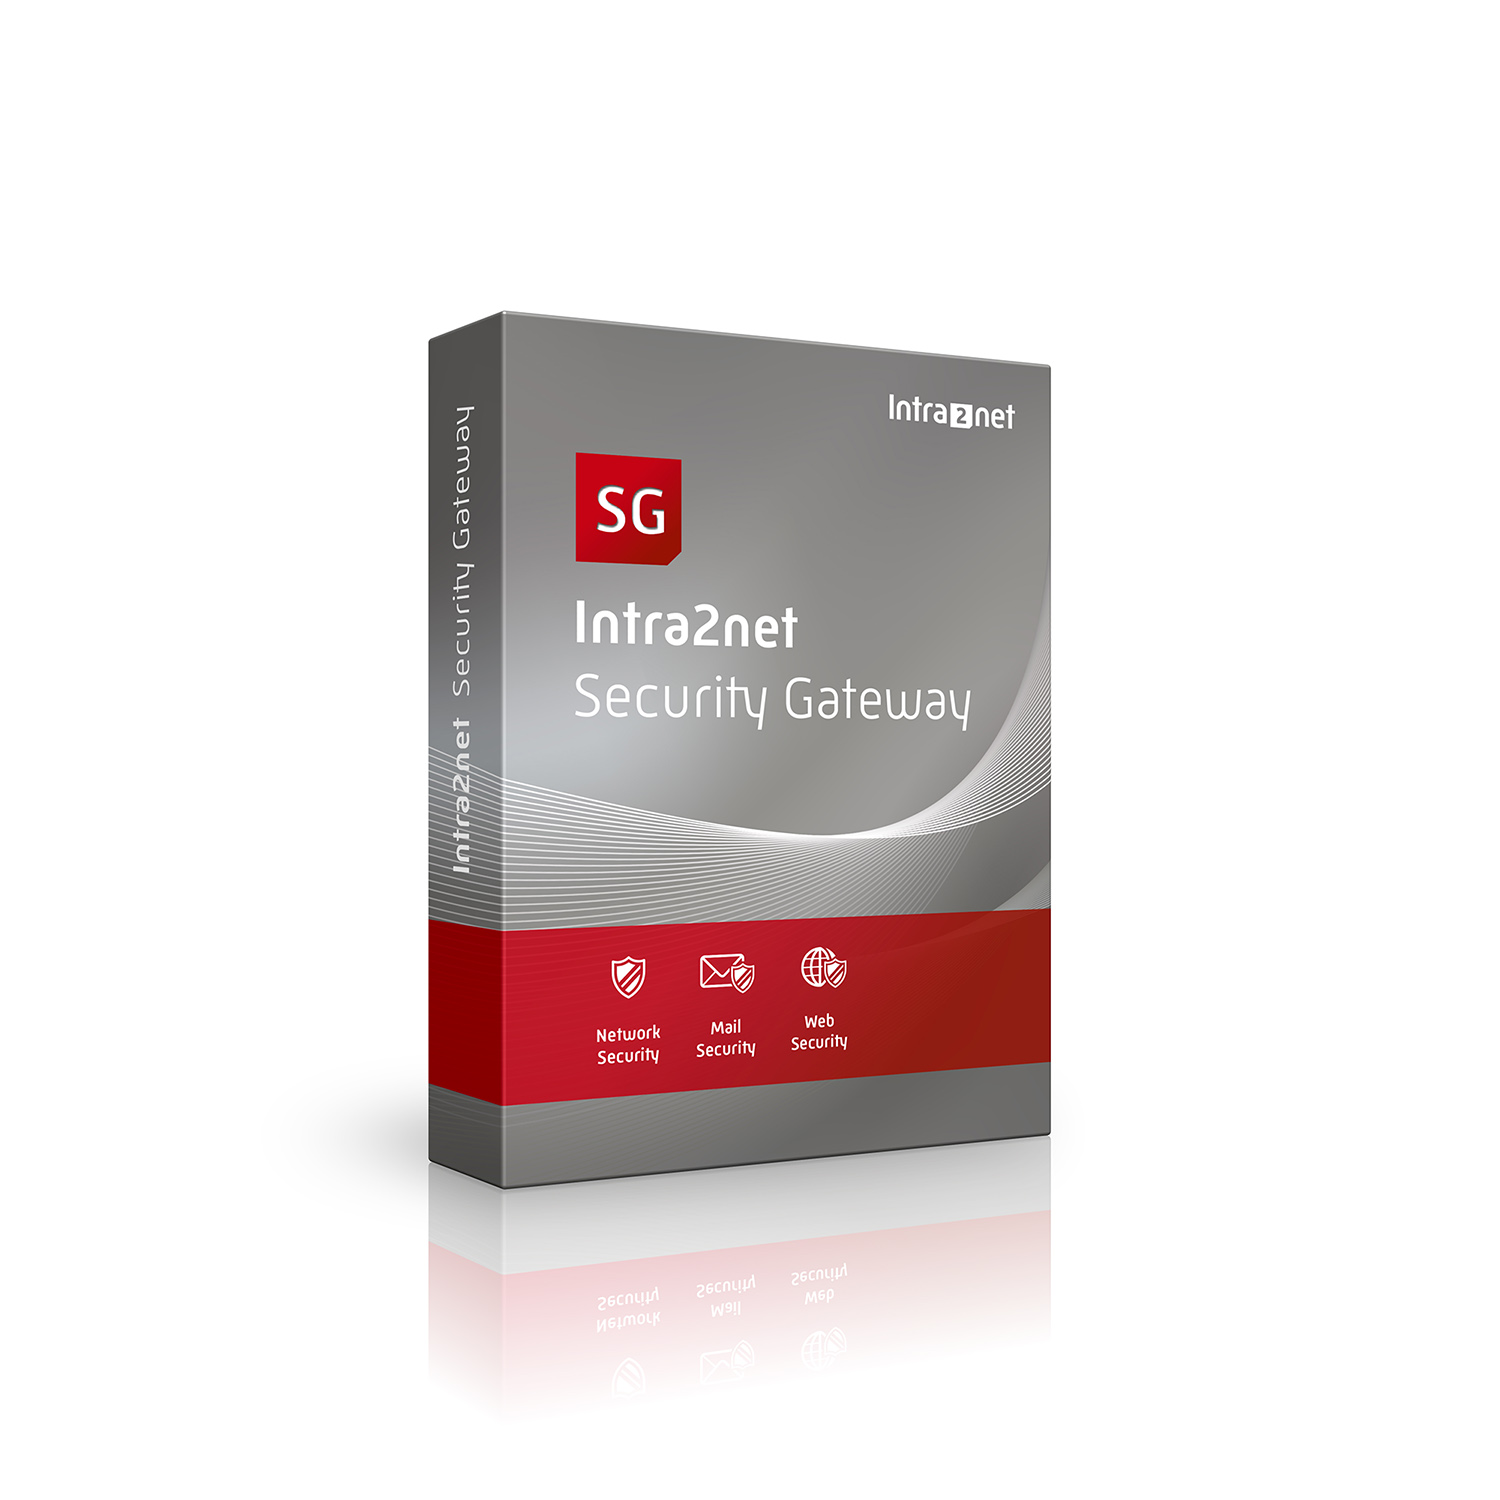 Intra2net Security Gateway
Intra2net
SG
Intra2net
Security Gateway
Network
Security
Mail
Security
Web
Security